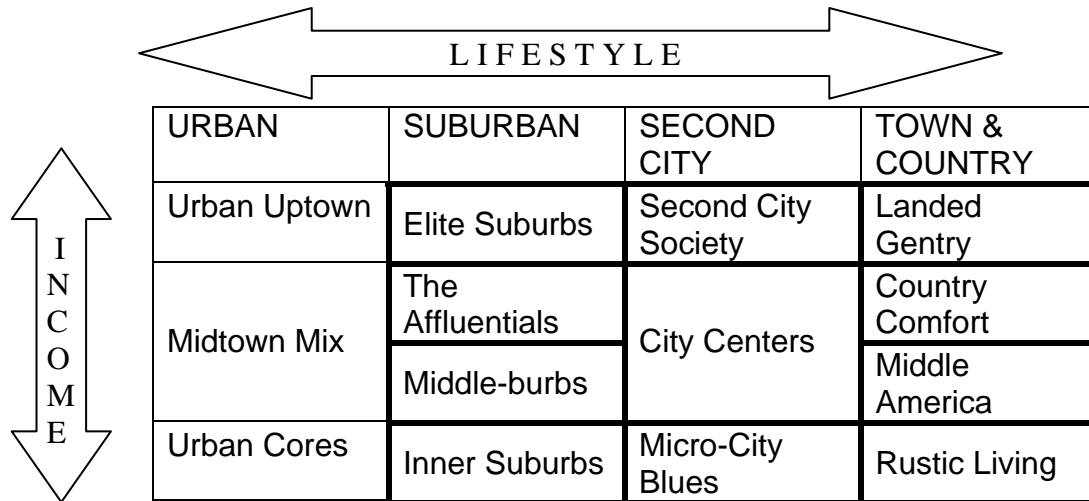 LIFESTYLE
URBAN
SUBURBAN
SECOND
CITY
TOWN &
COUNTRY
INCOME
Urban Uptown
Elite Suburbs
Second City
Society
Landed
Gentry
Midtown Mix
The
Affluentials
Middle-burbs
City Centers
Country
Comfort
Middle
America
Urban Cores
Inner Suburbs
Micro-City
Blues
Rustic Living